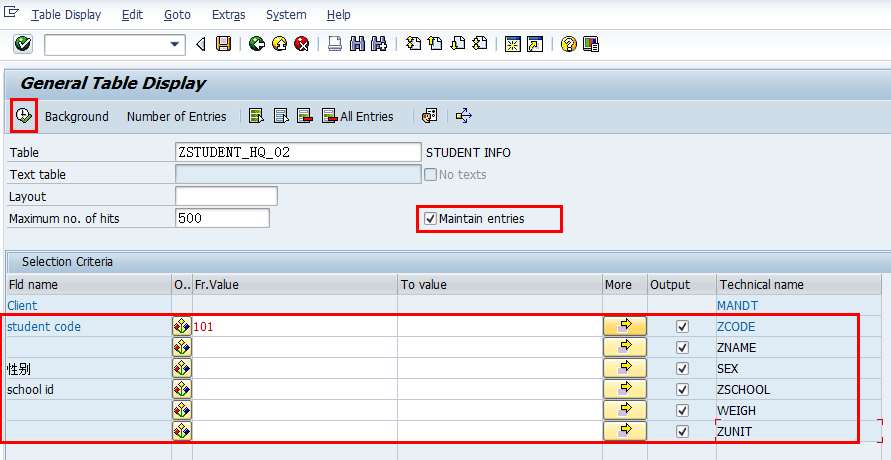 Table Display Edit Goto Extras System Help
General Table Display
Background Number of Entries All Entries
Table ZSTUDENT_HQ_02 STUDENT INFO
Text table No texts
Layout
Maximum no. of hits 500 Maintain entries
Selection Criteria
Fld name O.. Fr.Value To value More Output Technical name
Client MANDT
student code 101 ZCODE
ZNAME
性别 SEX
school id ZSCHOOL
WEIGH
ZUNIT